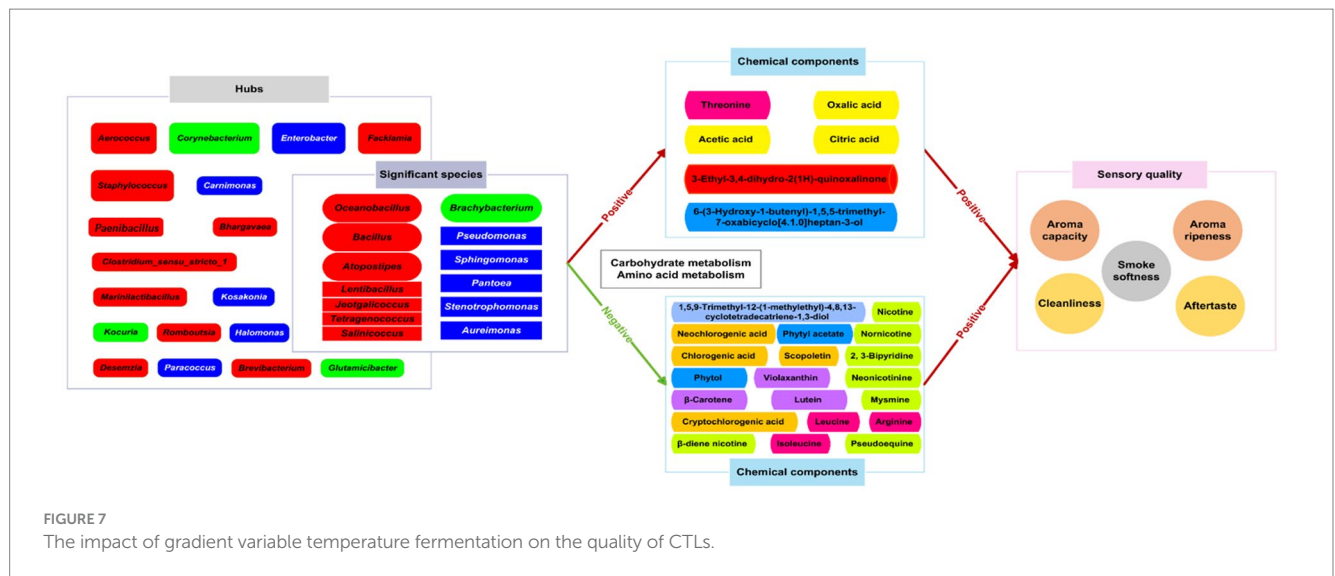 Hubs
Aerococcus
Corynebacterium
Enterobacter
Facklamia
Staphylococcus
Carnimonas
Paenibacillus
Bhargavaea
Clostridium_sensu_stricto_1
Marinilactibacillus
Kosakonia
Kocuria
Romboutsia
Halomonas
Desemzia
Paracoccus
Brevibacterium
Glutamicibacter
Significant species
Oceanobacillus
Bacillus
Atopostipes
Lentibacillus
Jeotgalicoccus
Tetragenococcus
Salinicoccus
Brachybacterium
Pseudomonas
Sphingomonas
Pantoea
Stenotrophomonas
Aureimonas
Positive
Negative
Carbohydrate metabolism
Amino acid metabolism
Chemical components
Threonine
Oxalic acid
Acetic acid
Citric acid
3-Ethyl-3,4-dihydro-2(1H)-quinoxalinone
6-(3-Hydroxy-1-butenyl)-1,5,5-trimethyl-
7-oxabicyclo[4.1.0]heptan-3-ol
1,5,9-Trimethyl-12-(1-methylethyl)-4,8,13-
cyclotetradecatriene-1,3-diol
Nicotine
Neochlorogenic acid
Phytyl acetate
Nornicotine
Chlorogenic acid
Scopoletin
2, 3-Bipyridine
Phytol
Violaxanthin
Neonicotinine
β-Carotene
Lutein
Mysmine
Cryptochlorogenic acid
Leucine
Arginine
β-diene nicotine
Isoleucine
Pseudoequine
Chemical components
Positive
Positive
Sensory quality
Aroma
capacity
Aroma
ripeness
Smoke
softness
Cleanliness
Aftertaste
FIGURE 7
The impact of gradient variable temperature fermentation on the quality of CTLs.